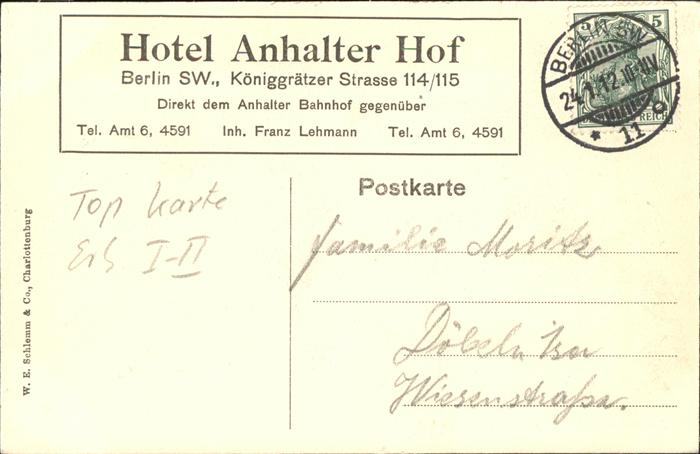 Hotel Anhalter Hof
Berlin SW., Königgrätzer Strasse 114/115
Direkt dem Anhalter Bahnhof gegenüber
Tel. Amt 6, 4591 Inh. Franz Lehmann Tel. Amt 6, 4591
5
REICH
BERLIN SW
24.1.12.10-11V
* 11 e
Postkarte
Top Karte
Erh I-II
Familie Moritz
Döbeln i/Sa
Wiesenstraße.
W. E. Schlemm & Co., Charlottenburg